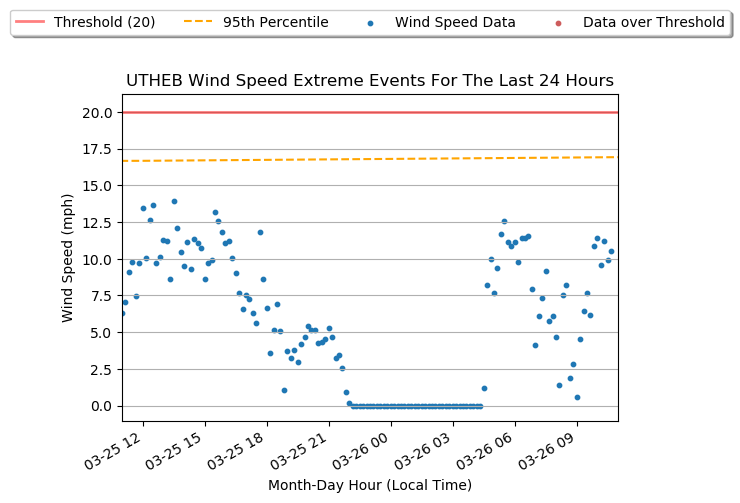 Threshold (20) 95th Percentile Wind Speed Data Data over Threshold
UTHEB Wind Speed Extreme Events For The Last 24 Hours
Wind Speed (mph)
20.0
17.5
15.0
12.5
10.0
7.5
5.0
2.5
0.0
03-25 12 03-25 15 03-25 18 03-25 21 03-26 00 03-26 03 03-26 06 03-26 09
Month-Day Hour (Local Time)